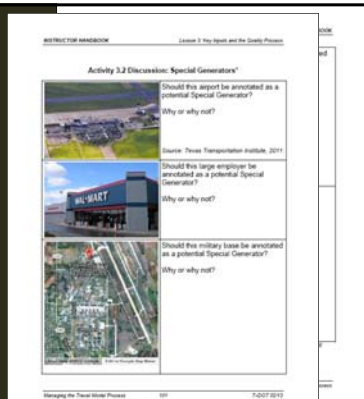 INSTRUCTOR HANDBOOK
Lesson 3: Key Inputs and the Quality Process
Activity 3.2 Discussion: Special Generators*
Should this airport be annotated as a
potential Special Generator?
Why or why not?
Source: Texas Transportation Institute, 2011
Should this large employer be
annotated as a potential Special
Generator?
Why or why not?
WAL★MART
Should this military base be annotated
as a potential Special Generator?
Why or why not?
Managing the Travel Model Process
101
TxDOT 02/13